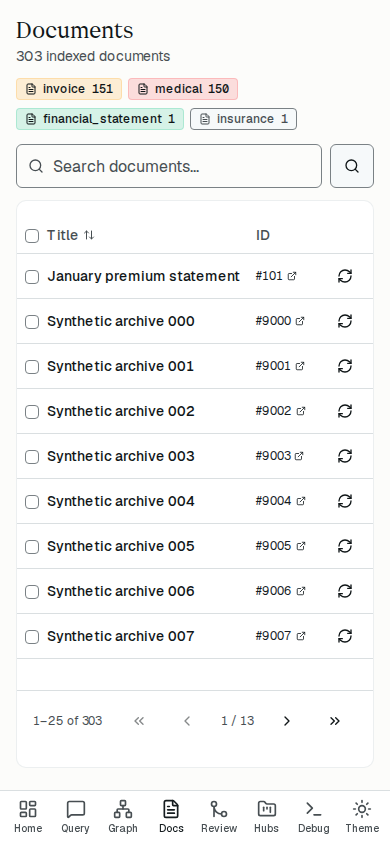 Documents
303 indexed documents
invoice 151 medical 150
financial_statement 1 insurance 1
Search documents...
Title ID
January premium statement #101
Synthetic archive 000 #9000
Synthetic archive 001 #9001
Synthetic archive 002 #9002
Synthetic archive 003 #9003
Synthetic archive 004 #9004
Synthetic archive 005 #9005
Synthetic archive 006 #9006
Synthetic archive 007 #9007
1–25 of 303 1 / 13
Home Query Graph Docs Review Hubs Debug Theme